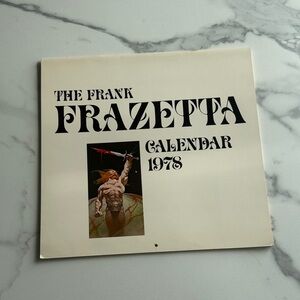 THE FRANK
FRAZETTA
CALENDAR
1978